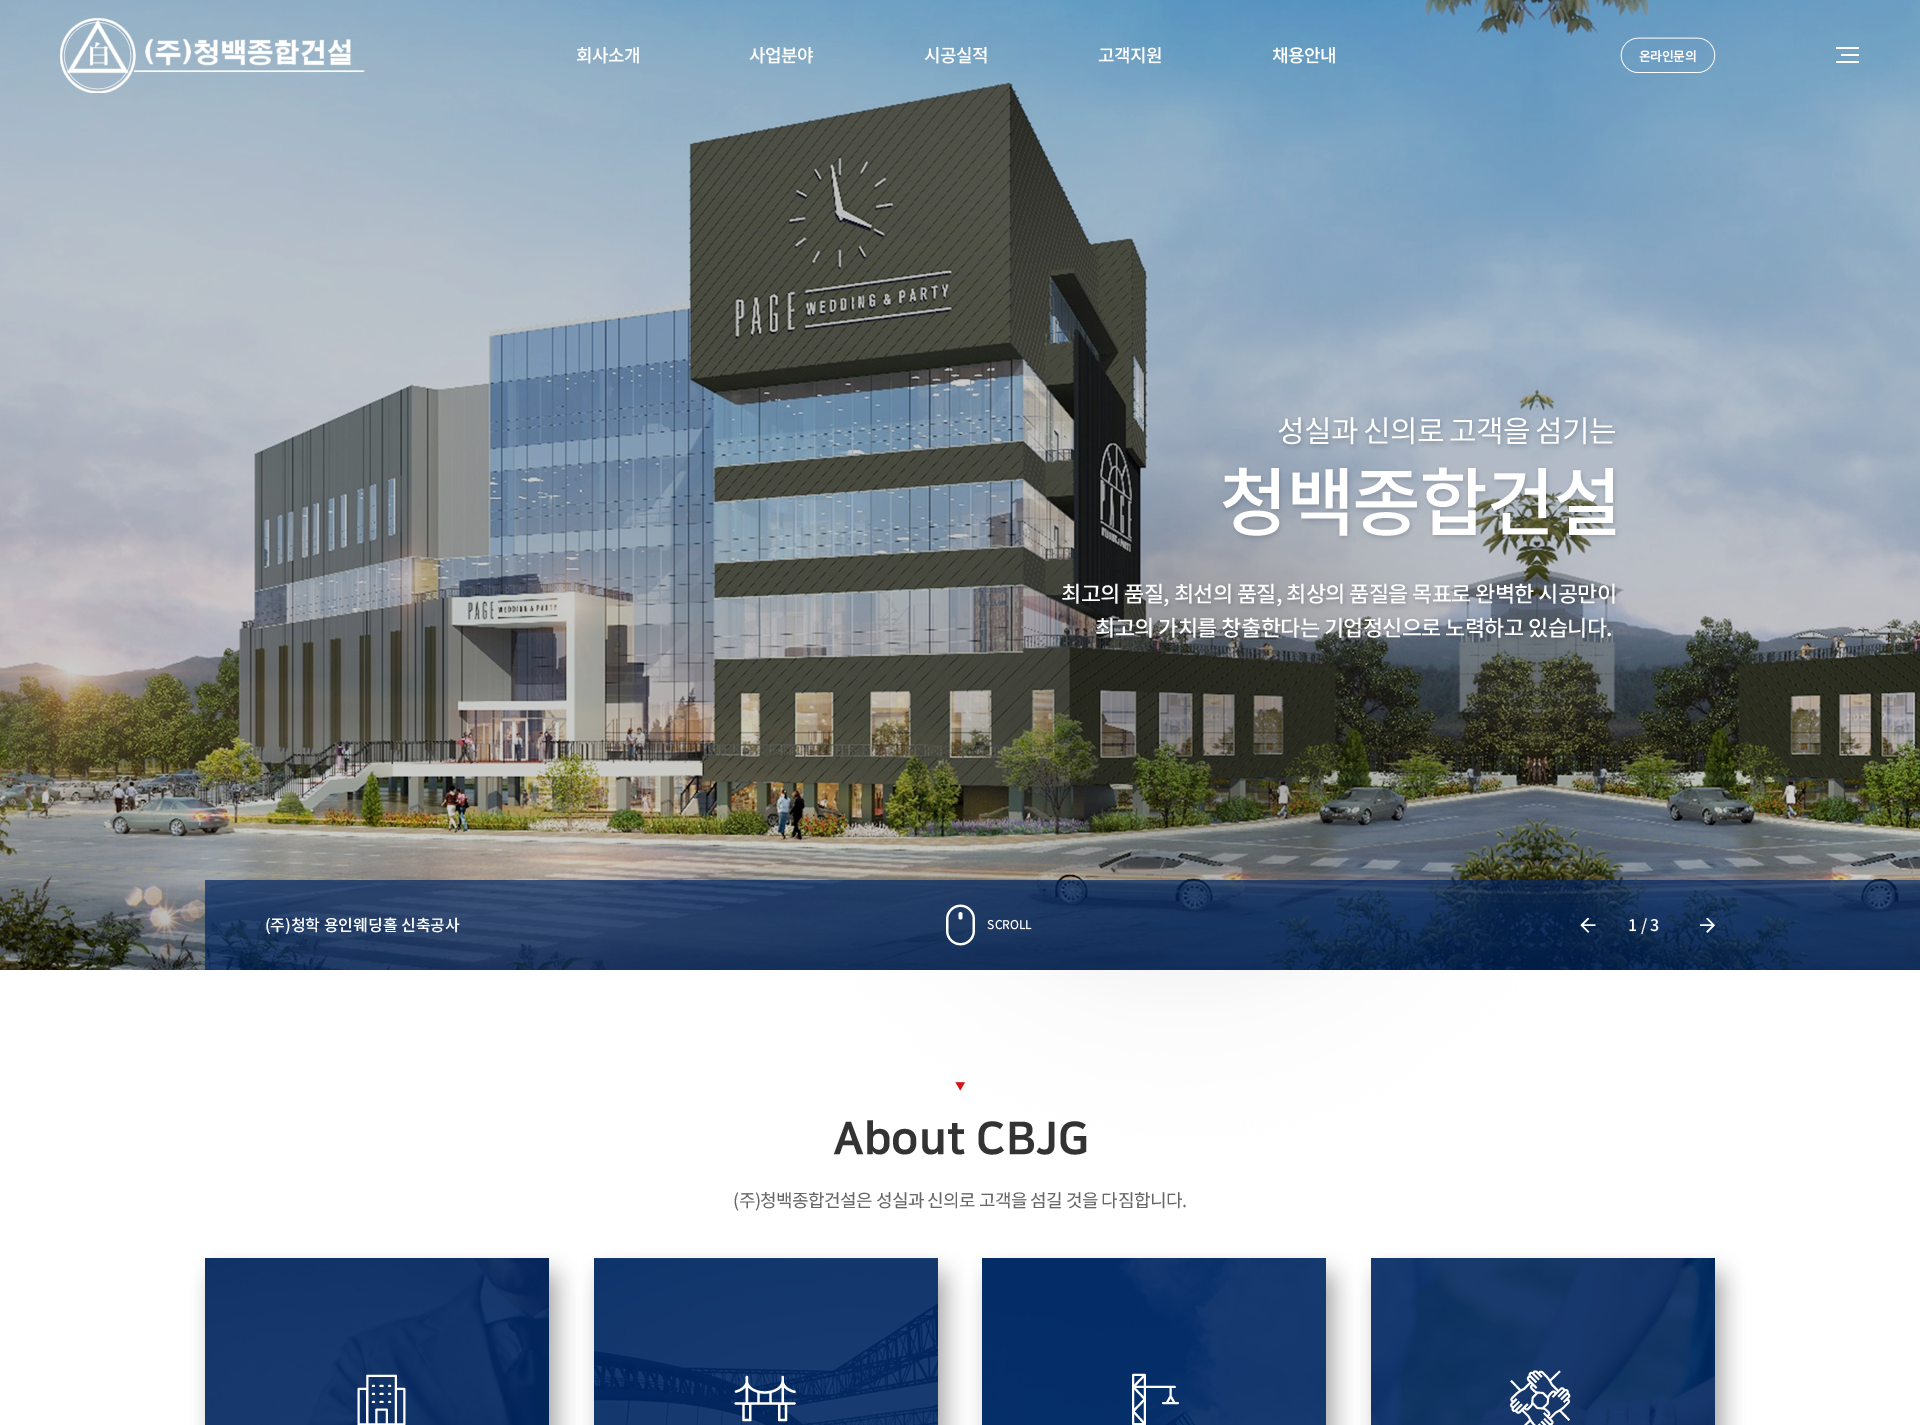 白
(주)청백종합건설
회사소개
사업분야
시공실적
고객지원
채용안내
온라인문의
PAGE WEDDING & PARTY
성실과 신의로 고객을 섬기는
청백종합건설
PAGE
WEDDING & PARTY
PAGE WEDDING & PARTY
최고의 품질, 최선의 품질, 최상의 품질을 목표로 완벽한 시공만이
최고의 가치를 창출한다는 기업정신으로 노력하고 있습니다.
(주)청학 용인웨딩홀 신축공사
SCROLL
1 / 3
About CBJG
(주)청백종합건설은 성실과 신의로 고객을 섬길 것을 다짐합니다.